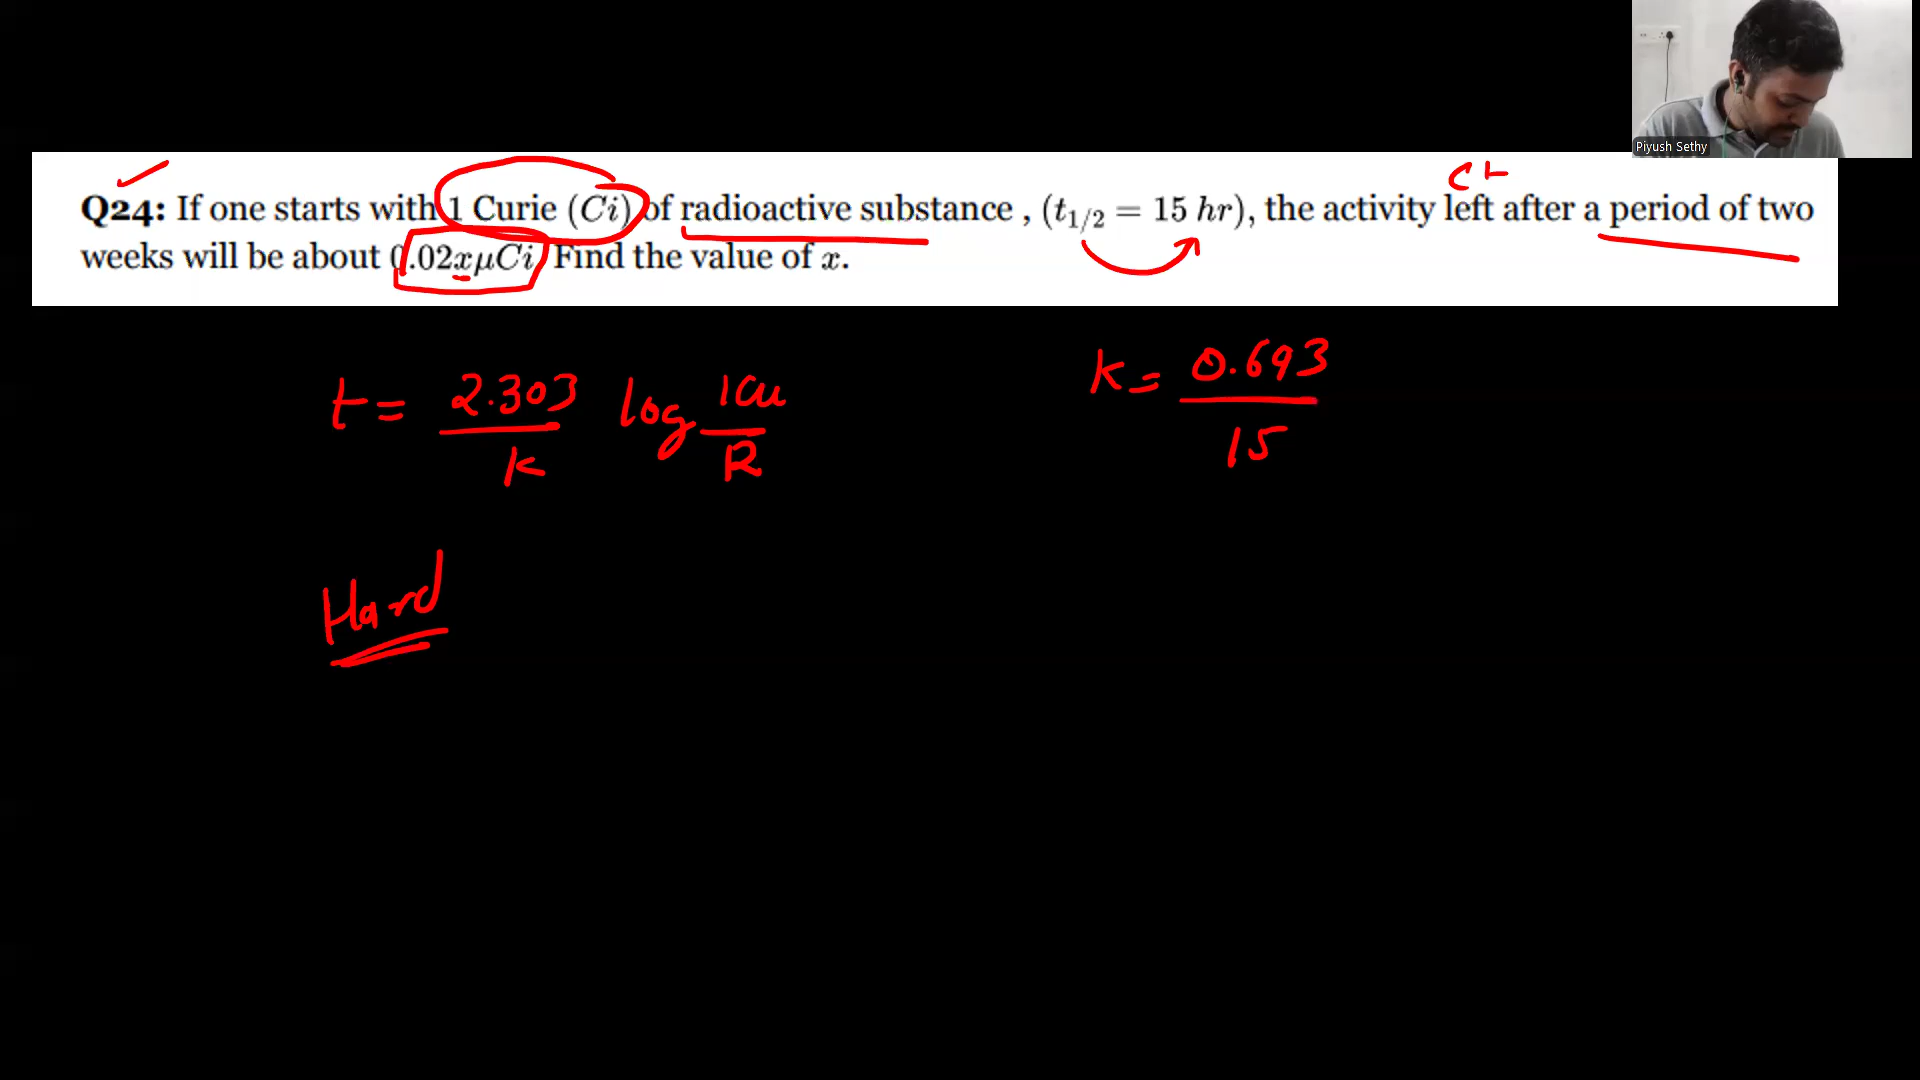 Piyush Sethy
Q24: If one starts with 1 Curie (Ci) of radioactive substance , (t1/2 = 15 hr), the activity left after a period of two
weeks will be about 0.02xμCi Find the value of x.
t = 2.303/k log 1Cu/R
k = 0.693/15
Hard